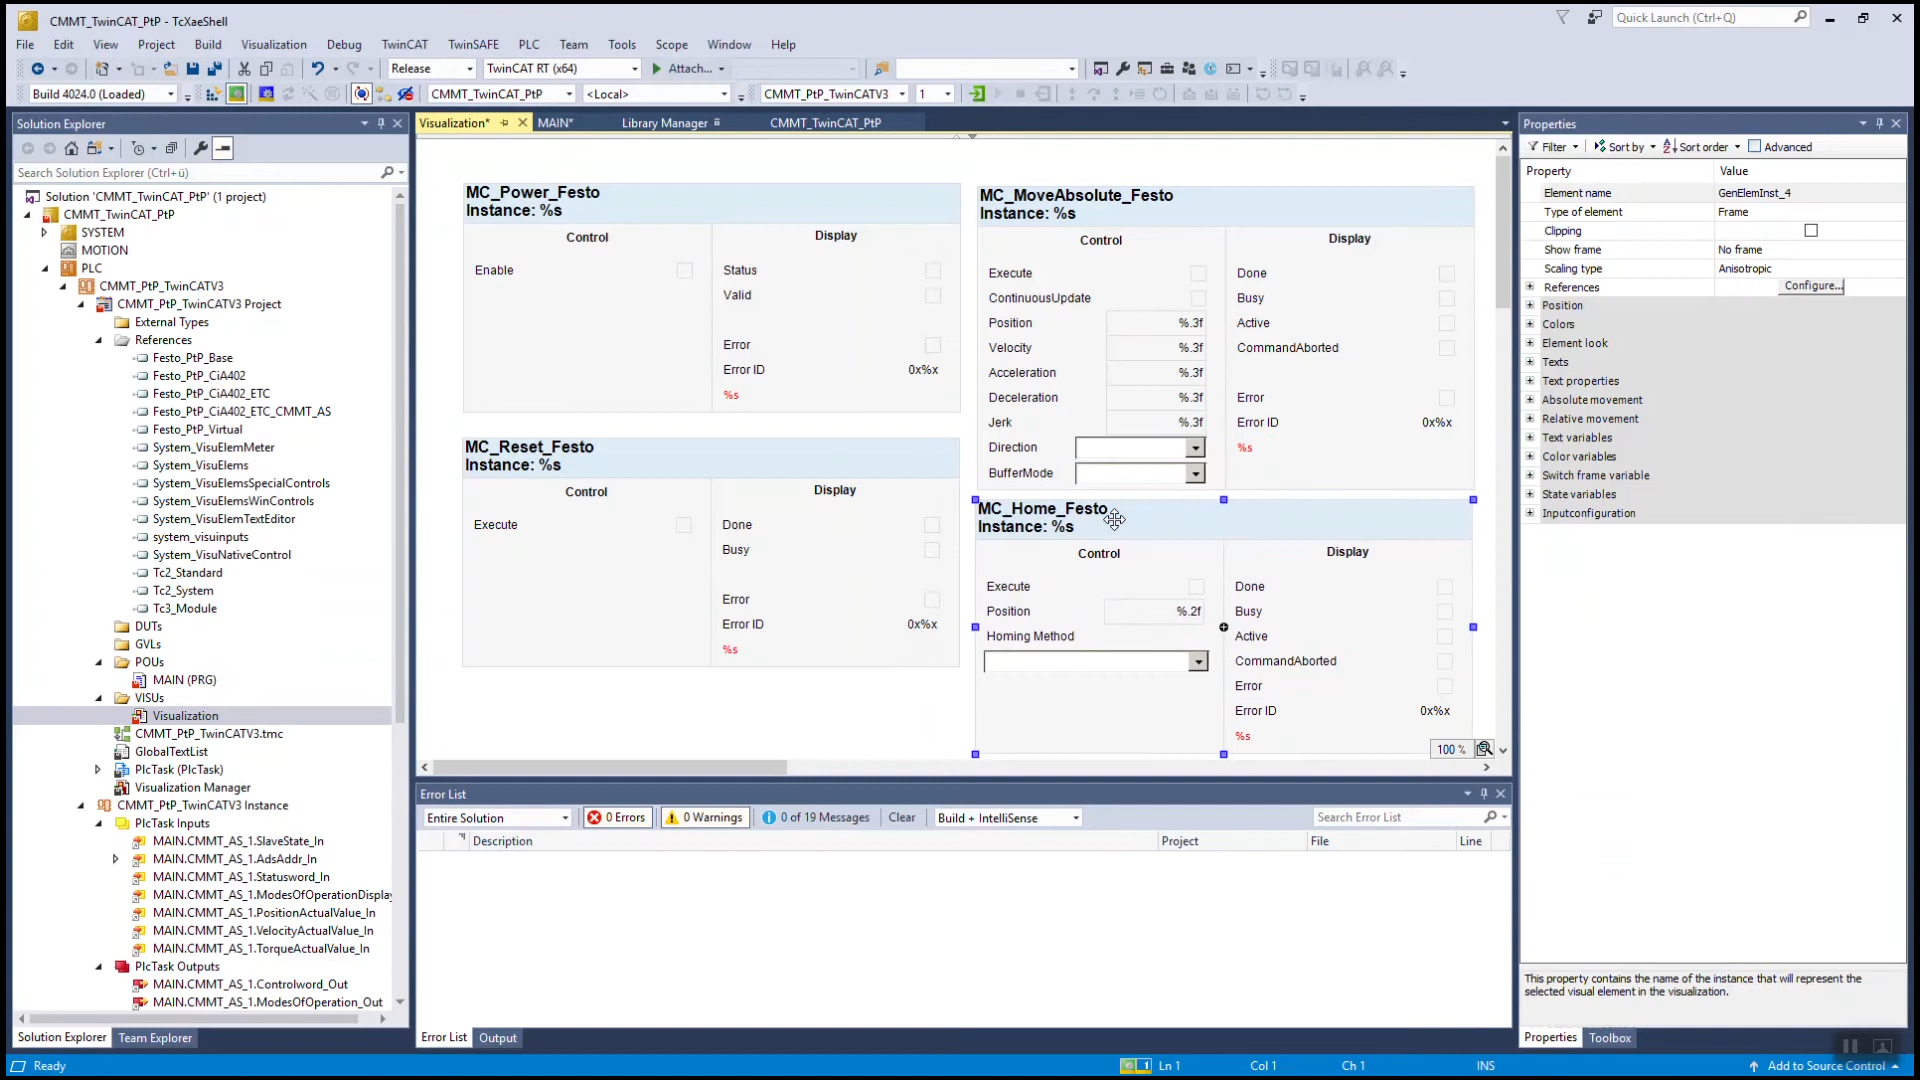 CMMT_TwinCAT_PtP - TcXaeShell
Quick Launch (Ctrl+Q)
File Edit View Project Build Visualization Debug TwinCAT TwinSAFE PLC Team Tools Scope Window Help
Release TwinCAT RT (x64) Attach...
Build 4024.0 (Loaded) CMMT_TwinCAT_PtP <Local> CMMT_PtP_TwinCATV3 1
Solution Explorer
Search Solution Explorer (Ctrl+ü)
Solution 'CMMT_TwinCAT_PtP' (1 project)
CMMT_TwinCAT_PtP
SYSTEM
MOTION
PLC
CMMT_PtP_TwinCATV3
CMMT_PtP_TwinCATV3 Project
External Types
References
Festo_PtP_Base
Festo_PtP_CiA402
Festo_PtP_CiA402_ETC
Festo_PtP_CiA402_ETC_CMMT_AS
Festo_PtP_Virtual
System_VisuElemMeter
System_VisuElems
System_VisuElemsSpecialControls
System_VisuElemsWinControls
System_VisuElemTextEditor
system_visuinputs
System_VisuNativeControl
Tc2_Standard
Tc2_System
Tc3_Module
DUTs
GVLs
POUs
MAIN (PRG)
VISUs
Visualization
CMMT_PtP_TwinCATV3.tmc
GlobalTextList
PlcTask (PlcTask)
Visualization Manager
CMMT_PtP_TwinCATV3 Instance
PlcTask Inputs
MAIN.CMMT_AS_1.SlaveState_In
MAIN.CMMT_AS_1.AdsAddr_In
MAIN.CMMT_AS_1.Statusword_In
MAIN.CMMT_AS_1.ModesOfOperationDisplay
MAIN.CMMT_AS_1.PositionActualValue_In
MAIN.CMMT_AS_1.VelocityActualValue_In
MAIN.CMMT_AS_1.TorqueActualValue_In
PlcTask Outputs
MAIN.CMMT_AS_1.Controlword_Out
MAIN.CMMT_AS_1.ModesOfOperation_Out
Solution Explorer Team Explorer
Visualization* MAIN* Library Manager CMMT_TwinCAT_PtP
MC_Power_Festo
Instance: %s
Control Display
Enable Status
Valid
Error
Error ID 0x%x
%s
MC_Reset_Festo
Instance: %s
Control Display
Execute Done
Busy
Error
Error ID 0x%x
%s
MC_MoveAbsolute_Festo
Instance: %s
Control Display
Execute Done
ContinuousUpdate Busy
Position %.3f Active
Velocity %.3f CommandAborted
Acceleration %.3f
Deceleration %.3f Error
Jerk %.3f Error ID 0x%x
Direction %s
BufferMode
MC_Home_Festo
Instance: %s
Control Display
Execute Done
Position %.2f Busy
Homing Method Active
CommandAborted
Error
Error ID 0x%x
%s
100 %
Error List
Entire Solution 0 Errors 0 Warnings 0 of 19 Messages Clear Build + IntelliSense Search Error List
Description Project File Line
Error List Output
Properties
Filter Sort by Sort order Advanced
Property Value
Element name GenElemInst_4
Type of element Frame
Clipping
Show frame No frame
Scaling type Anisotropic
References Configure...
Position
Colors
Element look
Texts
Text properties
Absolute movement
Relative movement
Text variables
Color variables
Switch frame variable
State variables
Inputconfiguration
This property contains the name of the instance that will represent the
selected visual element in the visualization.
Properties Toolbox
Ready 1 Ln 1 Col 1 Ch 1 INS Add to Source Control